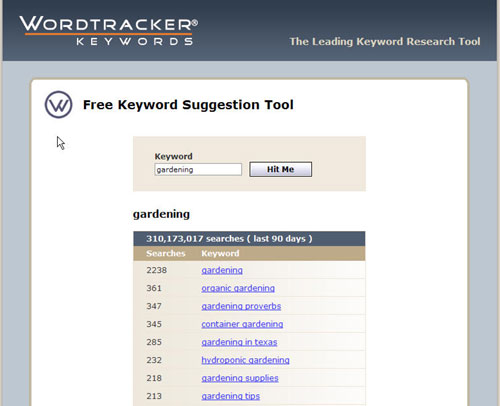 WORDTRACKER®
KEYWORDS
The Leading Keyword Research Tool
W Free Keyword Suggestion Tool
Keyword
gardening Hit Me
gardening
310,173,017 searches ( last 90 days )
Searches Keyword
2238 gardening
361 organic gardening
347 gardening proverbs
345 container gardening
285 gardening in texas
232 hydroponic gardening
218 gardening supplies
213 gardening tips